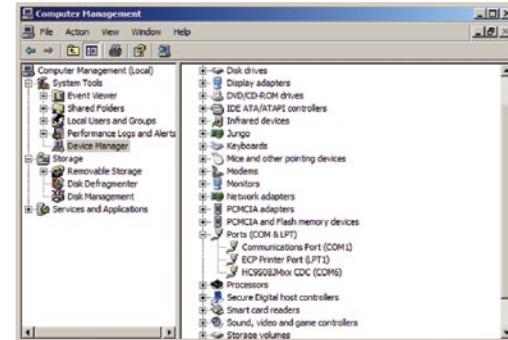 Computer Management
File Action View Window Help
Computer Management (Local)
System Tools
Event Viewer
Shared Folders
Local Users and Groups
Performance Logs and Alerts
Device Manager
Storage
Removable Storage
Disk Defragmenter
Disk Management
Services and Applications
Disk drives
Display adapters
DVD/CD-ROM drives
IDE ATA/ATAPI controllers
Infrared devices
Jungo
Keyboards
Mice and other pointing devices
Modems
Monitors
Network adapters
PCMCIA adapters
PCMCIA and Flash memory devices
Ports (COM & LPT)
Communications Port (COM1)
ECP Printer Port (LPT1)
HC9S08JMxx CDC (COM6)
Processors
Secure Digital host controllers
Smart card readers
Sound, video and game controllers
Storage volumes